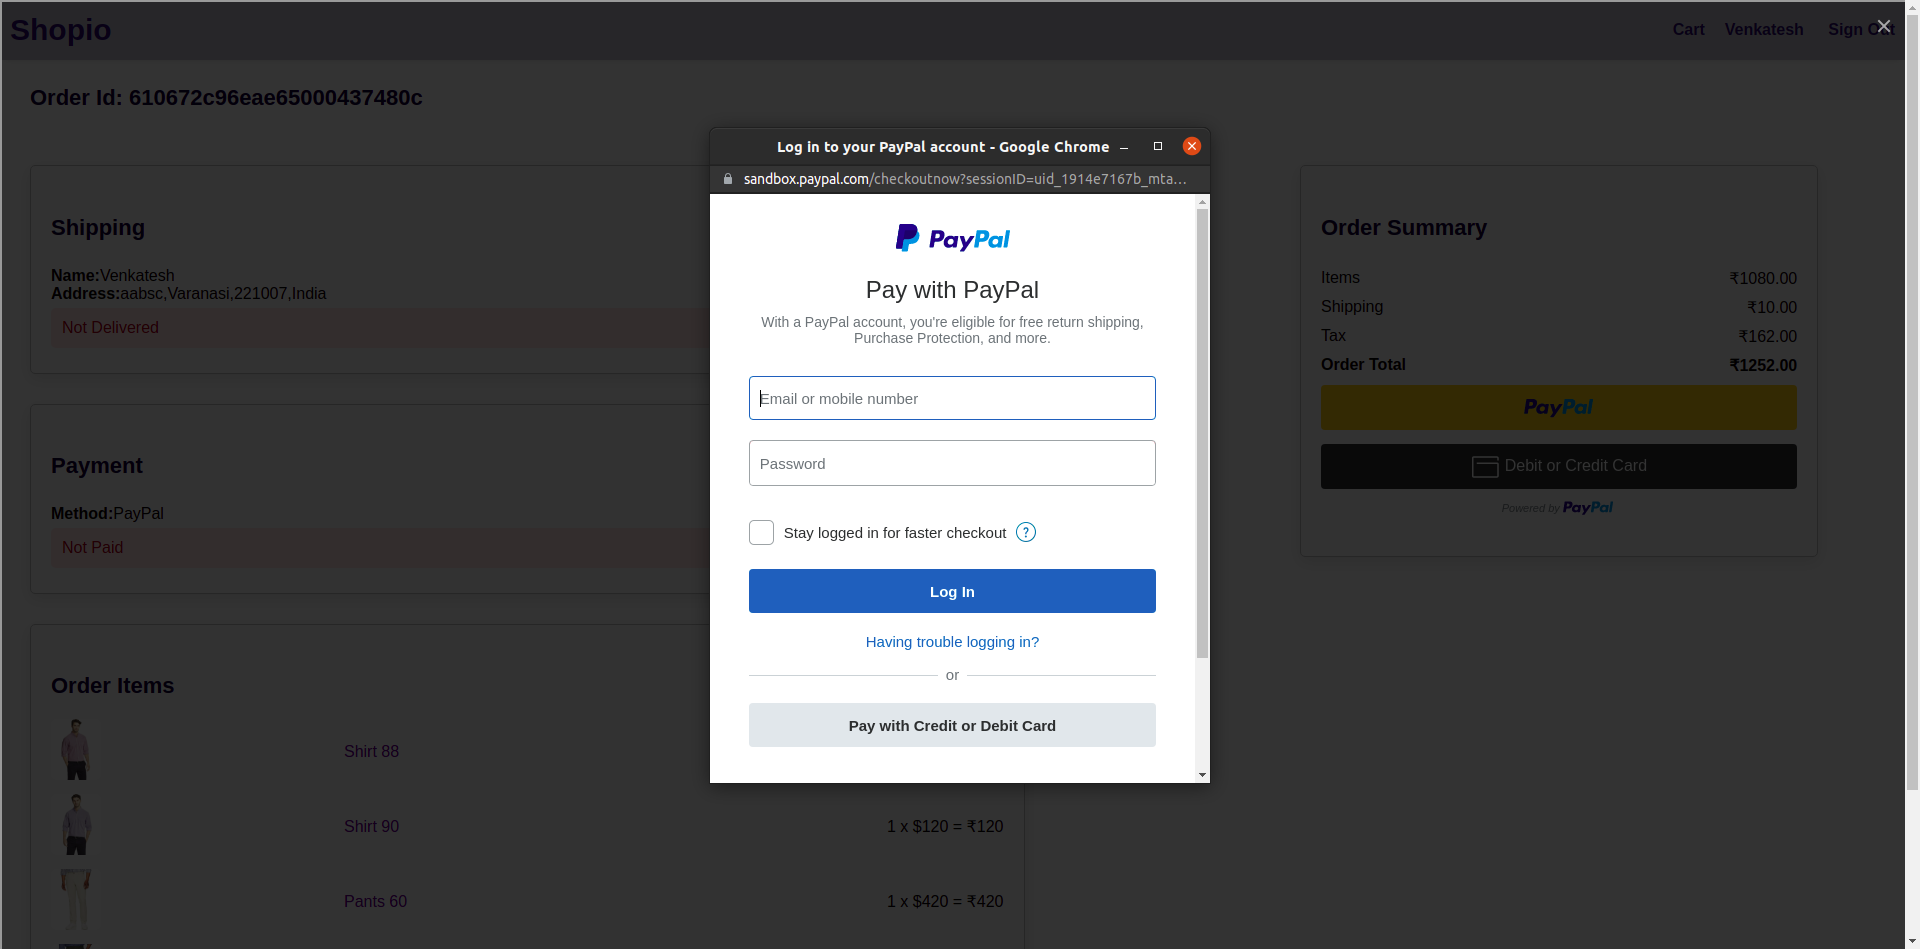 Shopio
Cart Venkatesh Sign Out
Order Id: 610672c96eae65000437480c
Shipping
Name:Venkatesh
Address:aabsc,Varanasi,221007,India
Not Delivered
Payment
Method:PayPal
Not Paid
Order Items
Shirt 88
Shirt 90 1 x $120 = ₹120
Pants 60 1 x $420 = ₹420
Log in to your PayPal account - Google Chrome
sandbox.paypal.com/checkoutnow?sessionID=uid_1914e7167b_mta...
PayPal
Pay with PayPal
With a PayPal account, you're eligible for free return shipping,
Purchase Protection, and more.
Email or mobile number
Password
Stay logged in for faster checkout ?
Log In
Having trouble logging in?
or
Pay with Credit or Debit Card
Order Summary
Items ₹1080.00
Shipping ₹10.00
Tax ₹162.00
Order Total ₹1252.00
PayPal
Debit or Credit Card
Powered by PayPal